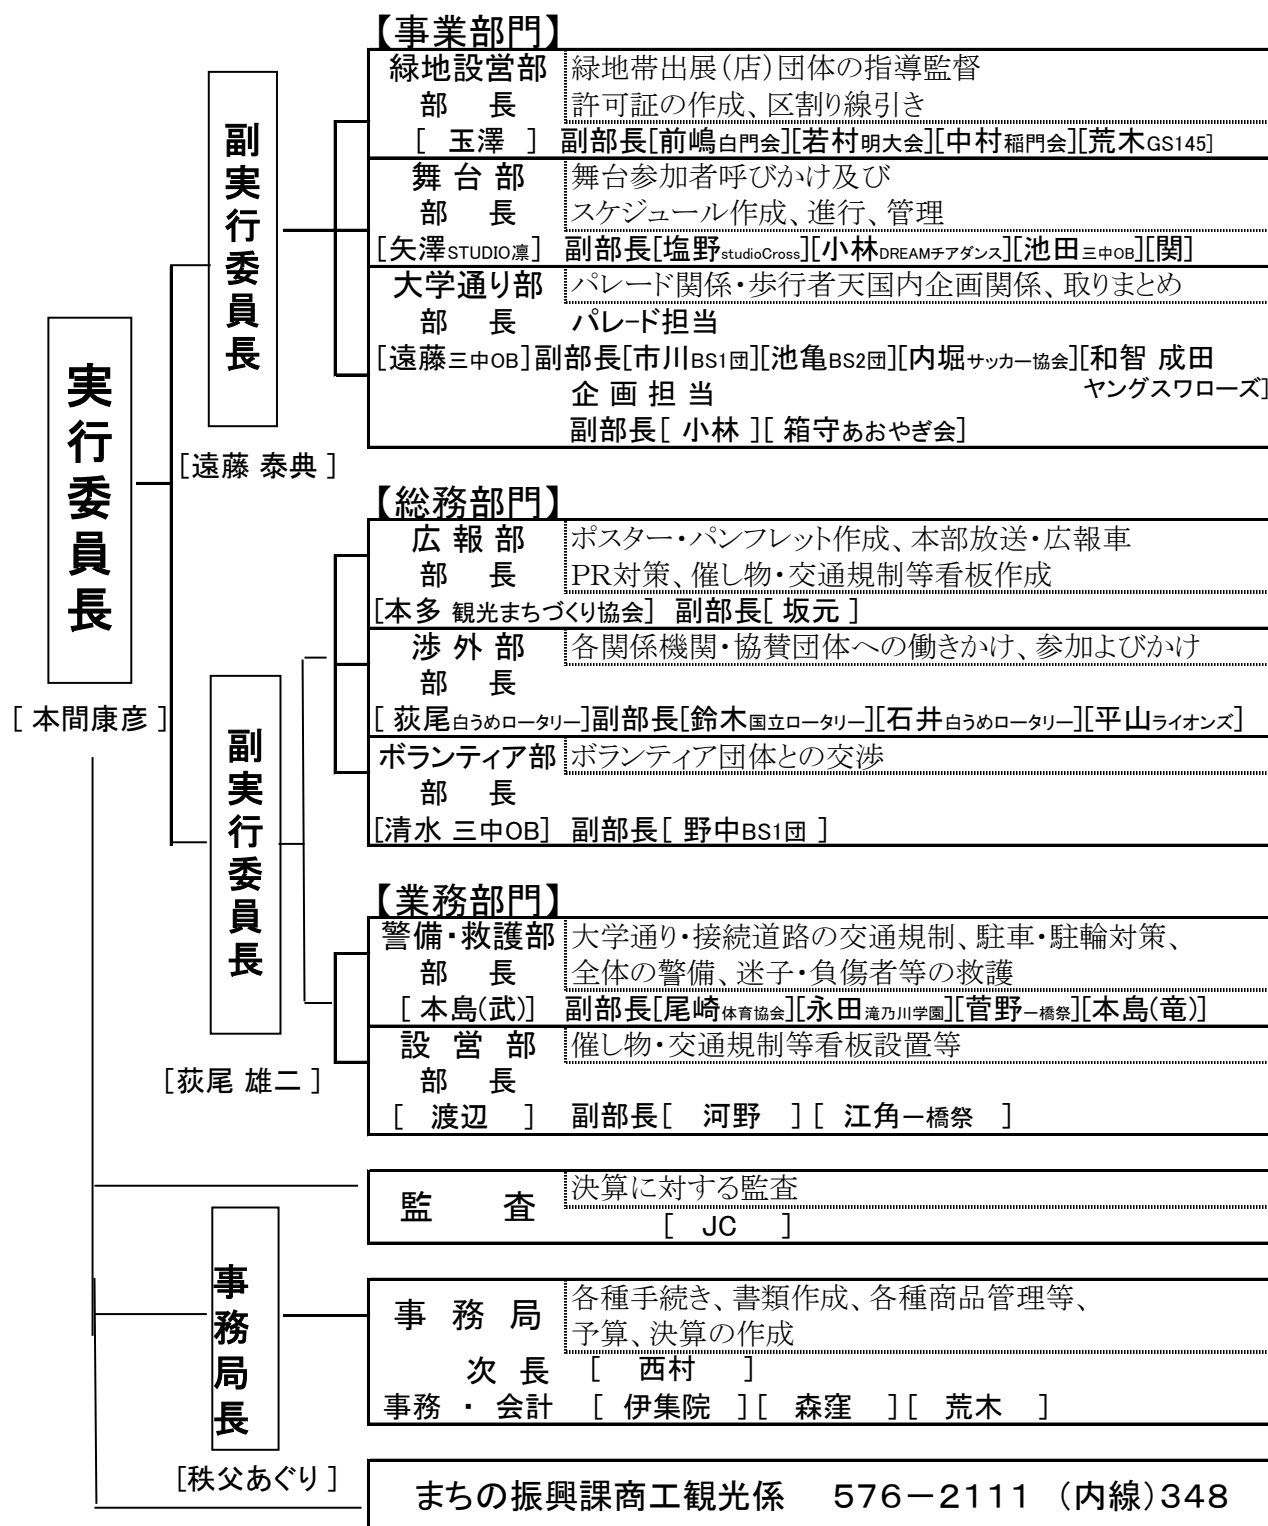 実行委員長
[ 本間康彦 ]
副実行委員長
[遠藤 泰典 ]
【事業部門】
緑地設営部 緑地帯出展(店)団体の指導監督
部　長 許可証の作成、区割り線引き
[ 玉澤 ] 副部長[前嶋白門会][若村明大会][中村稲門会][荒木GS145]
舞 台 部 舞台参加者呼びかけ及び
部　長 スケジュール作成、進行、管理
[矢澤STUDIO凛] 副部長[塩野studioCross][小林DREAMチアダンス][池田三中OB][関]
大学通り部 パレード関係・歩行者天国内企画関係、取りまとめ
部　長 パレード担当
[遠藤三中OB]副部長[市川BS1団][池亀BS2団][内堀サッカー協会][和智 成田
ヤングスワローズ]
企 画 担 当
副部長[ 小林 ][ 箱守あおやぎ会]
副実行委員長
[荻尾 雄二 ]
【総務部門】
広 報 部 ポスター・パンフレット作成、本部放送・広報車
部　長 PR対策、催し物・交通規制等看板作成
[本多 観光まちづくり協会] 副部長[ 坂元 ]
渉 外 部 各関係機関・協賛団体への働きかけ、参加よびかけ
部　長
[ 荻尾白うめロータリー]副部長[鈴木国立ロータリー][石井白うめロータリー][平山ライオンズ]
ボランティア部 ボランティア団体との交渉
部　長
[清水 三中OB] 副部長[ 野中BS1団 ]
【業務部門】
警備・救護部 大学通り・接続道路の交通規制、駐車・駐輪対策、
部　長 全体の警備、迷子・負傷者等の救護
[ 本島(武)] 副部長[尾崎体育協会][永田滝乃川学園][菅野一橋祭][本島(竜)]
設 営 部 催し物・交通規制等看板設置等
部　長
[ 渡辺 ] 副部長[ 河野 ][ 江角一橋祭 ]
監　査 決算に対する監査
[ JC ]
事務局長
[秩父あぐり ]
事 務 局 各種手続き、書類作成、各種商品管理等、
予算、決算の作成
次 長 [ 西村 ]
事務 ・ 会計 [ 伊集院 ][ 森窪 ][ 荒木 ]
まちの振興課商工観光係　576－2111 (内線)348